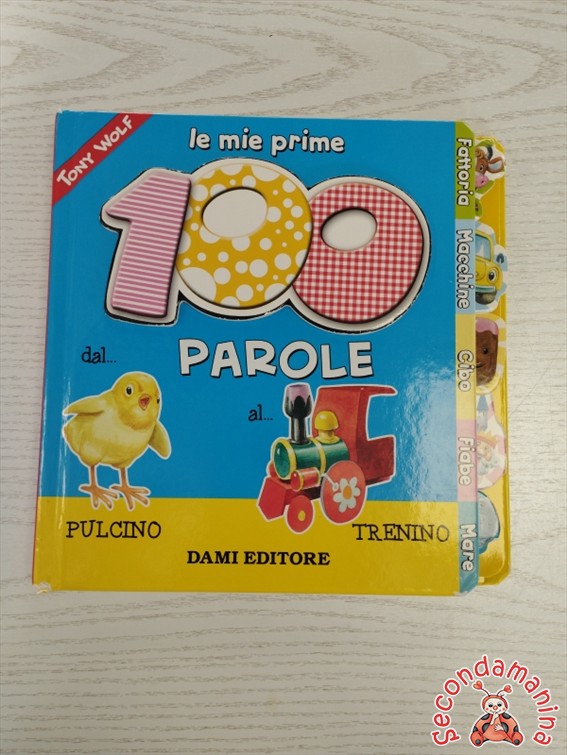 TONY WOLF
le mie prime
100
PAROLE
dal...
PULCINO
al...
TRENINO
DAMI EDITORE
Fattoria
Macchine
Cibo
Fiabe
Mare
Secondamanina